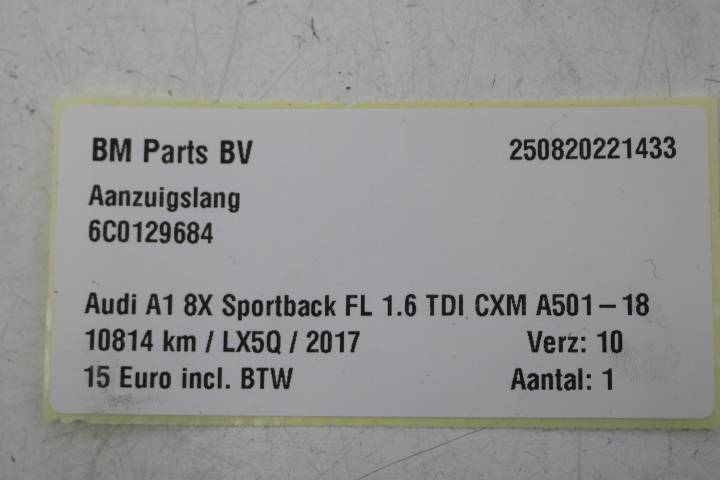 BM Parts BV 250820221433
Aanzuigslang
6C0129684
Audi A1 8X Sportback FL 1.6 TDI CXM A501-18
10814 km / LX5Q / 2017 Verz: 10
15 Euro incl. BTW Aantal: 1